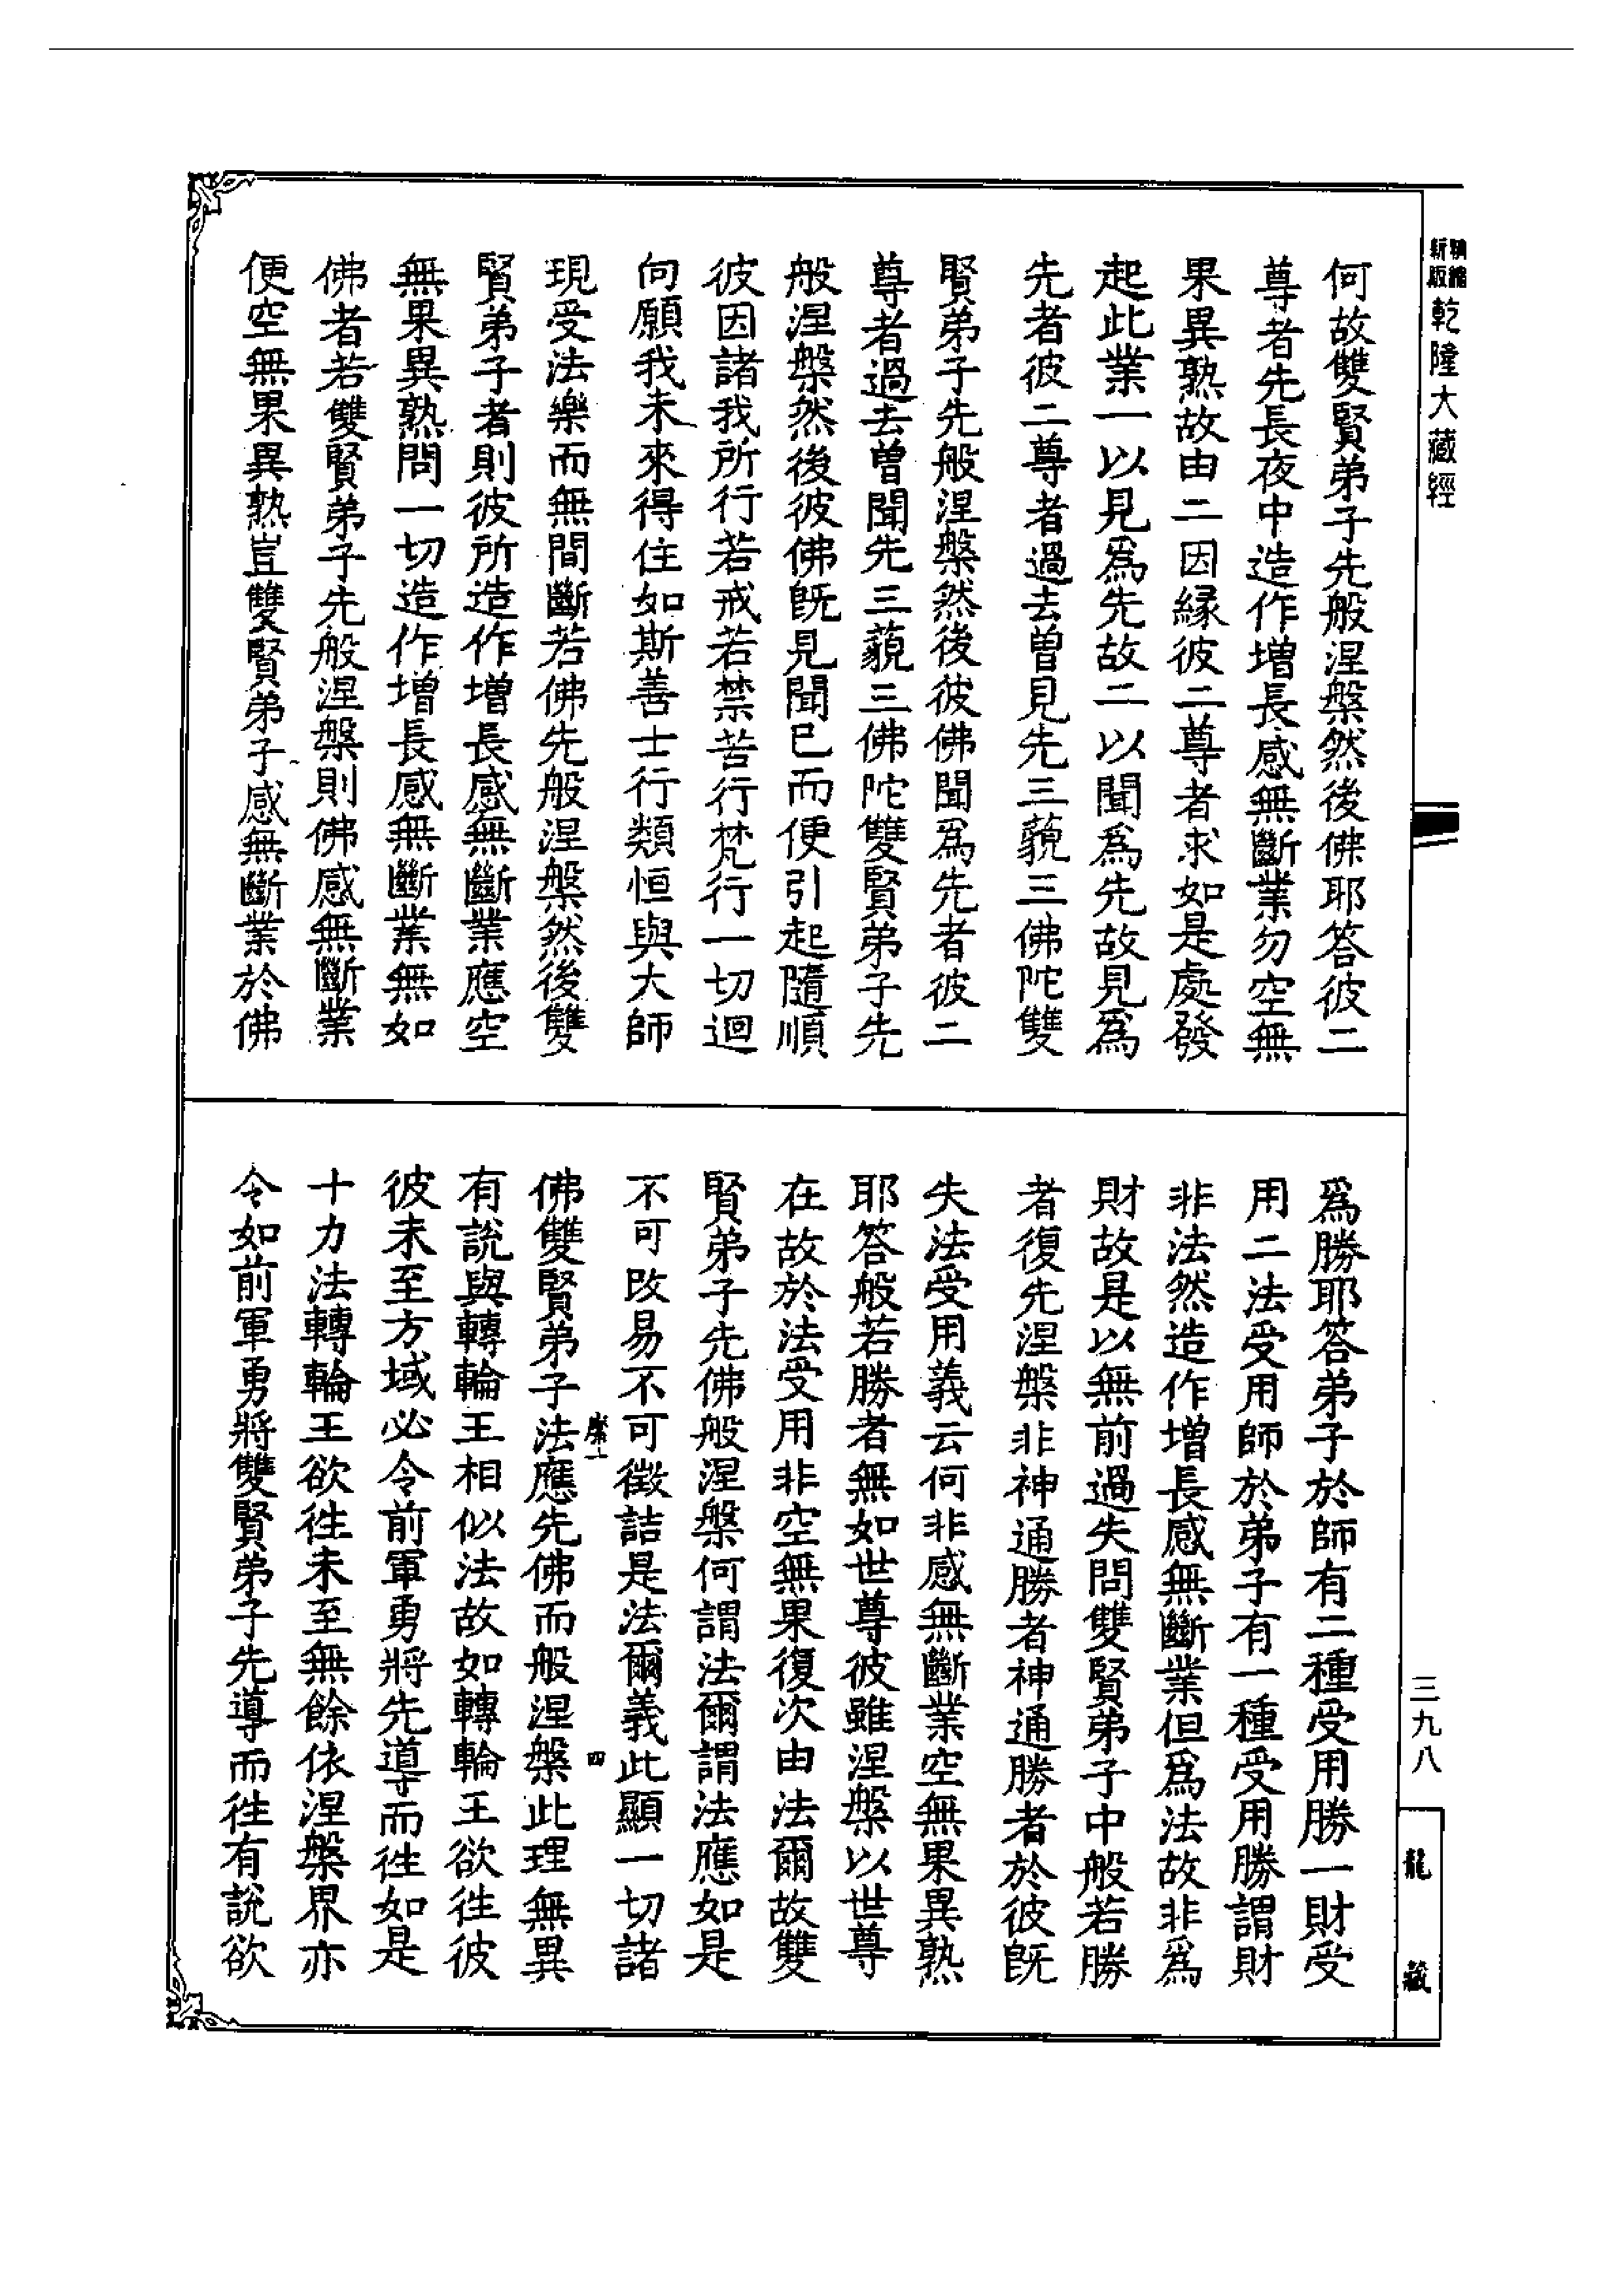 精縮新版乾隆大藏經
何故雙賢弟子先般涅槃然後佛耶答彼二
尊者先長夜中造作增長感無斷業勿空無
果異熟故由二因緣彼二尊者求如是處發
起此業一以見爲先故二以聞爲先故見爲
先者彼二尊者過去曾見先三藐三佛陀雙
賢弟子先般涅槃然後彼佛聞爲先者彼二
尊者過去曾聞先三藐三佛陀雙賢弟子先
般涅槃然後彼佛旣見聞已而便引起隨順
彼因諸我所行若戒若禁苦行梵行一切迴
向願我未來得住如斯善士行類恒與大師
現受法樂而無間斷若佛先般涅槃然後雙
賢弟子者則彼所造作增長感無斷業應空
無果異熟問一切造作增長感無斷業無如
佛者若雙賢弟子先般涅槃則佛感無斷業
便空無果異熟豈雙賢弟子感無斷業於佛
爲勝耶答弟子於師有二種受用勝一財受
用二法受用師於弟子有一種受用勝謂財
非法然造作增長感無斷業但爲法故非爲
財故是以無前過失問雙賢弟子中般若勝
者復先涅槃非神通勝者神通勝者於彼旣
失法受用義云何非感無斷業空無果異熟
耶答般若勝者無如世尊彼雖涅槃以世尊
在故於法受用非空無果復次由法爾故雙
賢弟子先佛般涅槃何謂法爾謂法應如是
不可改易不可徵詰是法爾義此顯一切諸
佛雙賢弟子法應先佛而般涅槃此理無異
有說與轉輪王相似法故如轉輪王欲往彼
彼未至方域必令前軍勇將先導而往如是
十力法轉輪王欲往未至無餘依涅槃界亦
令如前軍勇將雙賢弟子先導而往有說欲
四
三九八
龍藏